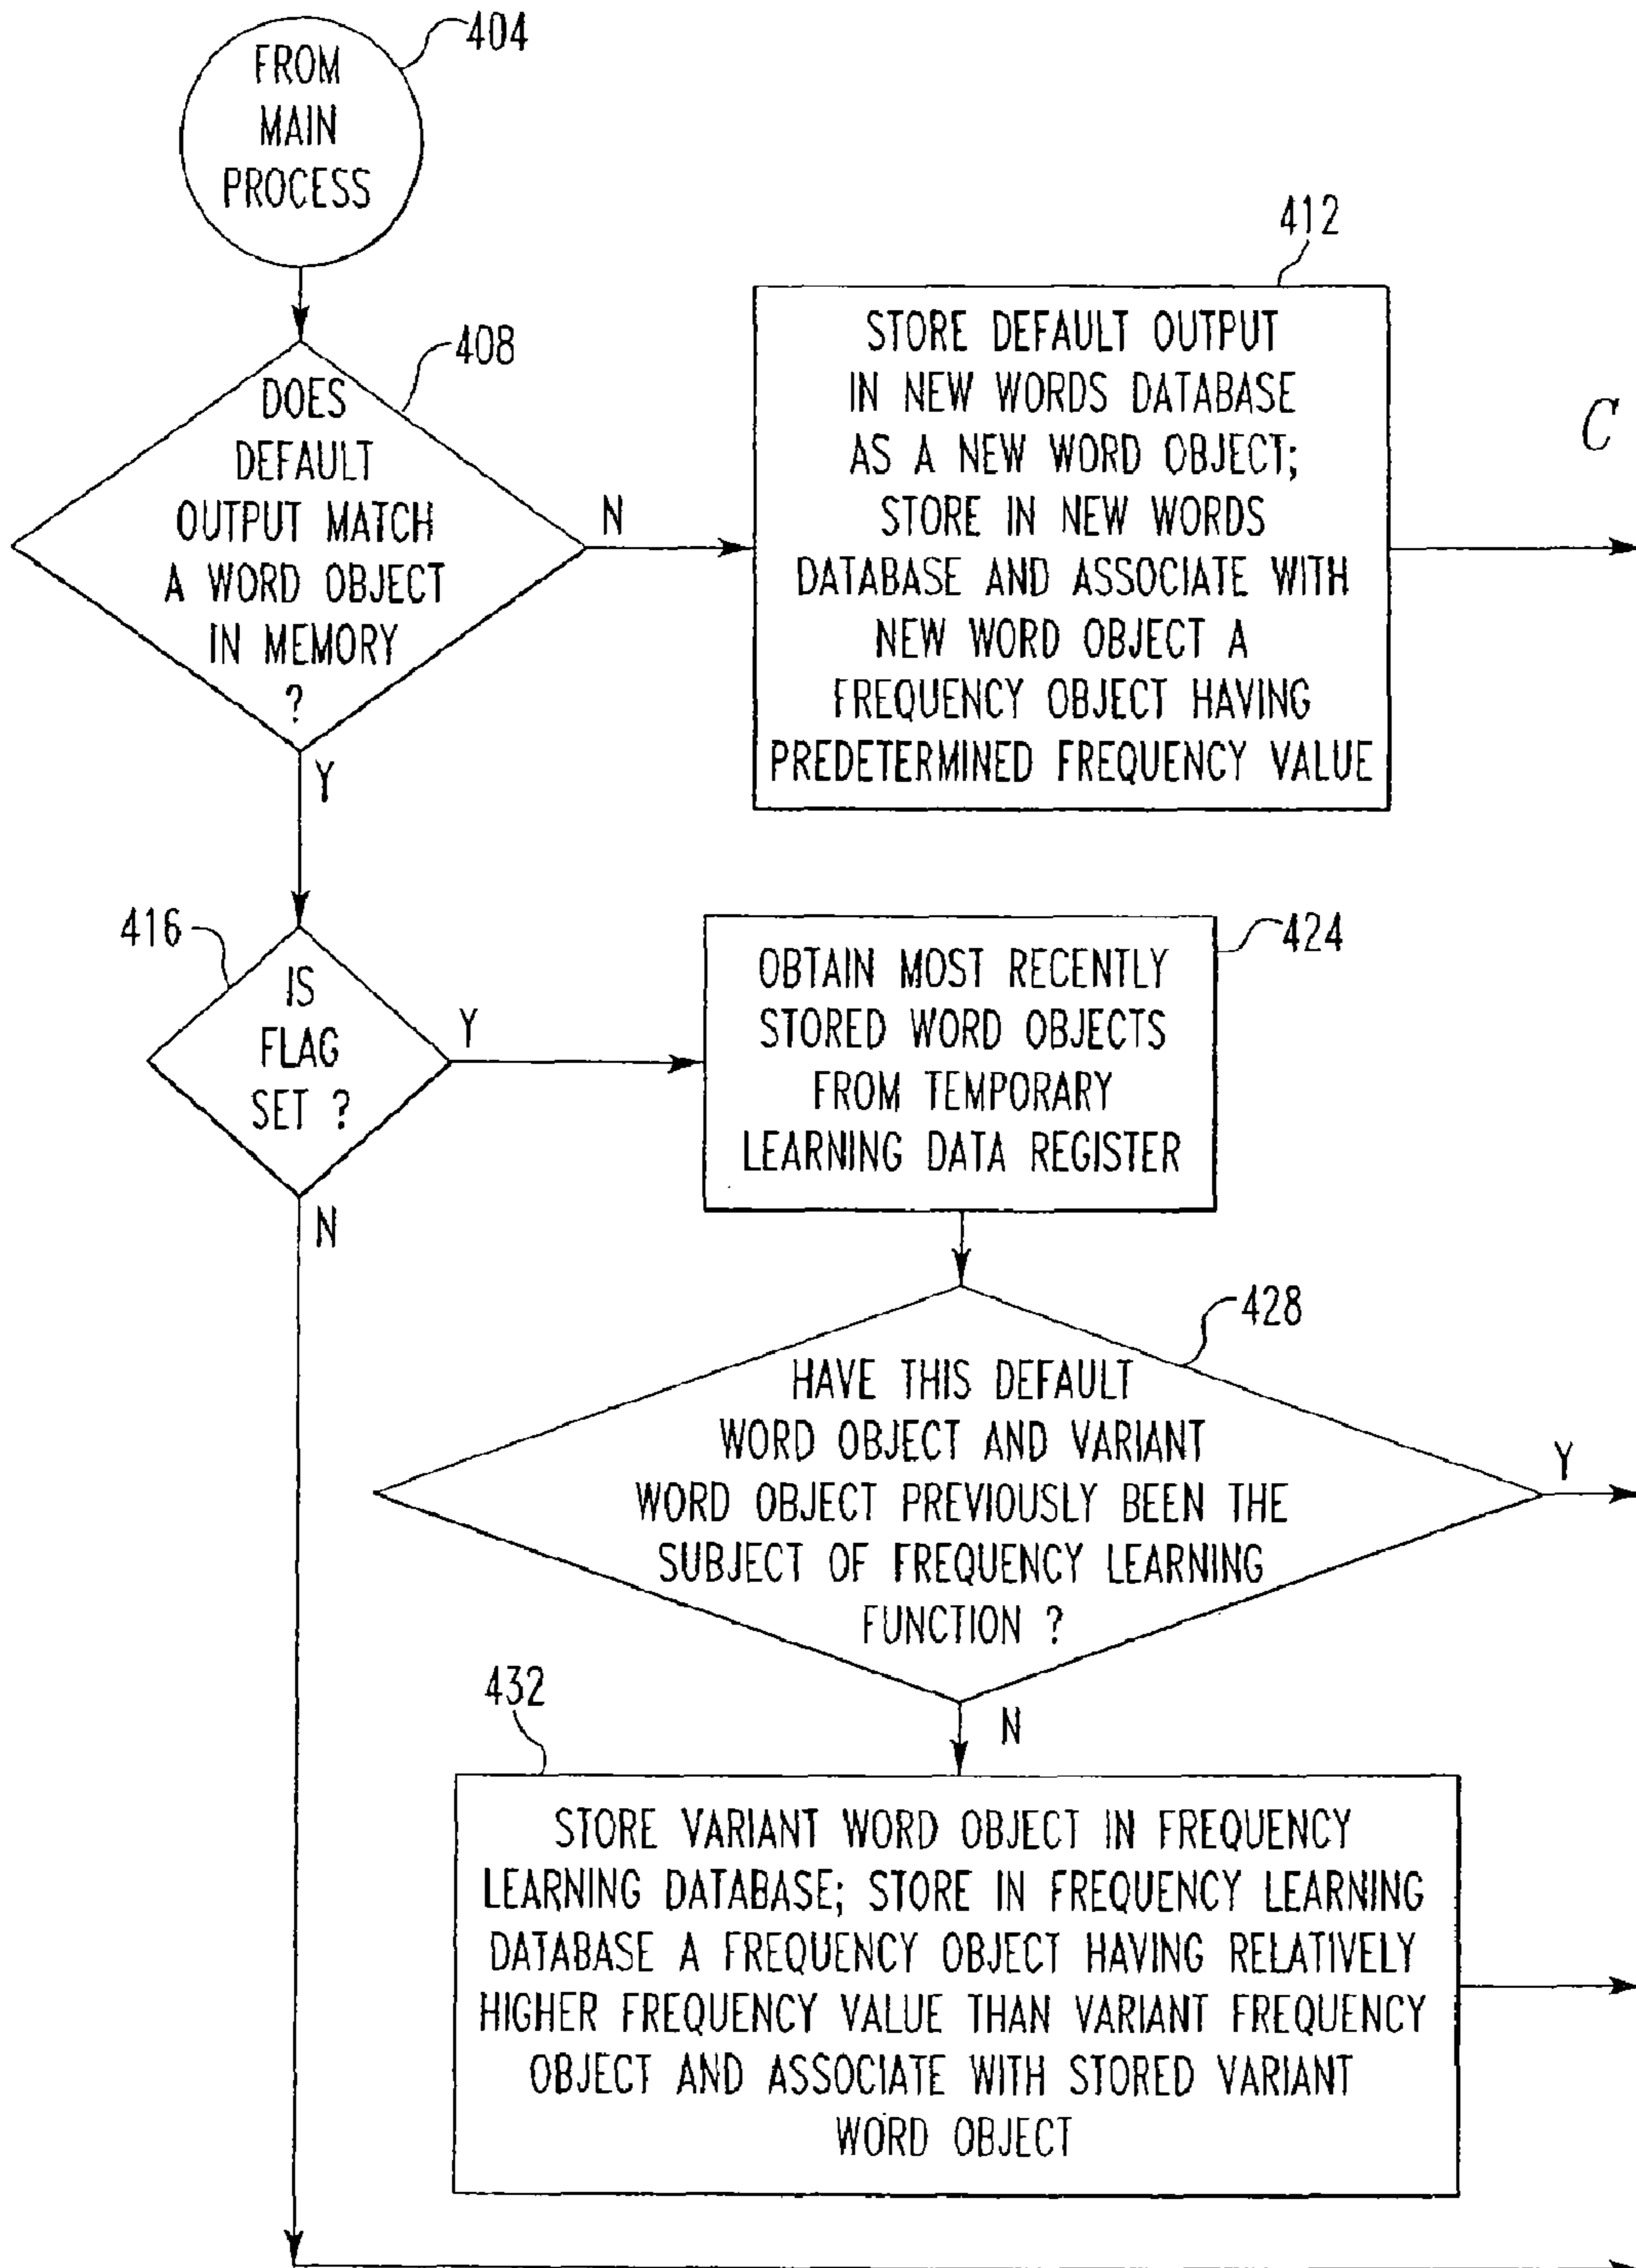 404
FROM
MAIN
PROCESS
408
DOES
DEFAULT
OUTPUT MATCH
A WORD OBJECT
IN MEMORY
?
N
Y
412
STORE DEFAULT OUTPUT
IN NEW WORDS DATABASE
AS A NEW WORD OBJECT;
STORE IN NEW WORDS
DATABASE AND ASSOCIATE WITH
NEW WORD OBJECT A
FREQUENCY OBJECT HAVING
PREDETERMINED FREQUENCY VALUE
C
416
IS
FLAG
SET ?
Y
N
424
OBTAIN MOST RECENTLY
STORED WORD OBJECTS
FROM TEMPORARY
LEARNING DATA REGISTER
428
HAVE THIS DEFAULT
WORD OBJECT AND VARIANT
WORD OBJECT PREVIOUSLY BEEN THE
SUBJECT OF FREQUENCY LEARNING
FUNCTION ?
Y
N
432
STORE VARIANT WORD OBJECT IN FREQUENCY
LEARNING DATABASE; STORE IN FREQUENCY LEARNING
DATABASE A FREQUENCY OBJECT HAVING RELATIVELY
HIGHER FREQUENCY VALUE THAN VARIANT FREQUENCY
OBJECT AND ASSOCIATE WITH STORED VARIANT
WORD OBJECT